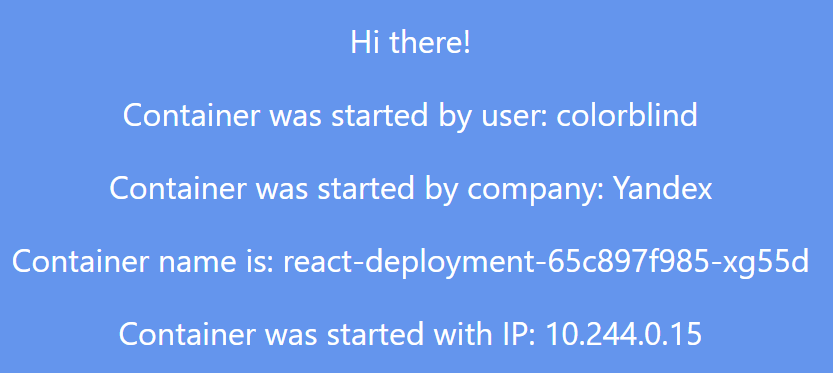 Hi there!
Container was started by user: colorblind
Container was started by company: Yandex
Container name is: react-deployment-65c897f985-xg55d
Container was started with IP: 10.244.0.15